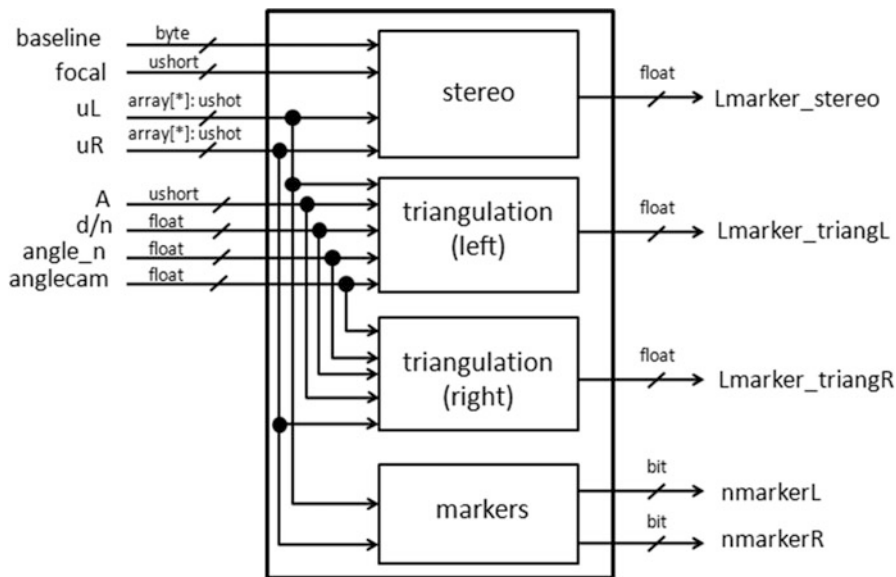 baseline
byte
focal
ushort
uL
array[*]: ushot
uR
array[*]: ushot
A
ushort
d/n
float
angle_n
float
anglecam
float
stereo
triangulation
(left)
triangulation
(right)
markers
float
Lmarker_stereo
float
Lmarker_triangL
float
Lmarker_triangR
bit
nmarkerL
bit
nmarkerR